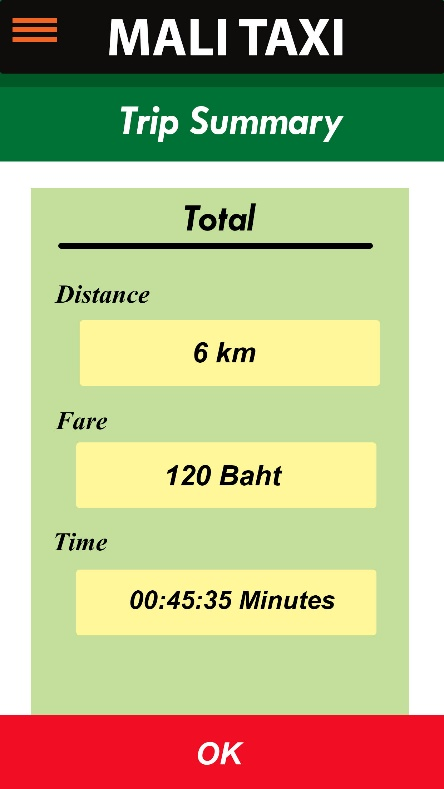 MALI TAXI
Trip Summary
Total
Distance
6 km
Fare
120 Baht
Time
00:45:35 Minutes
OK